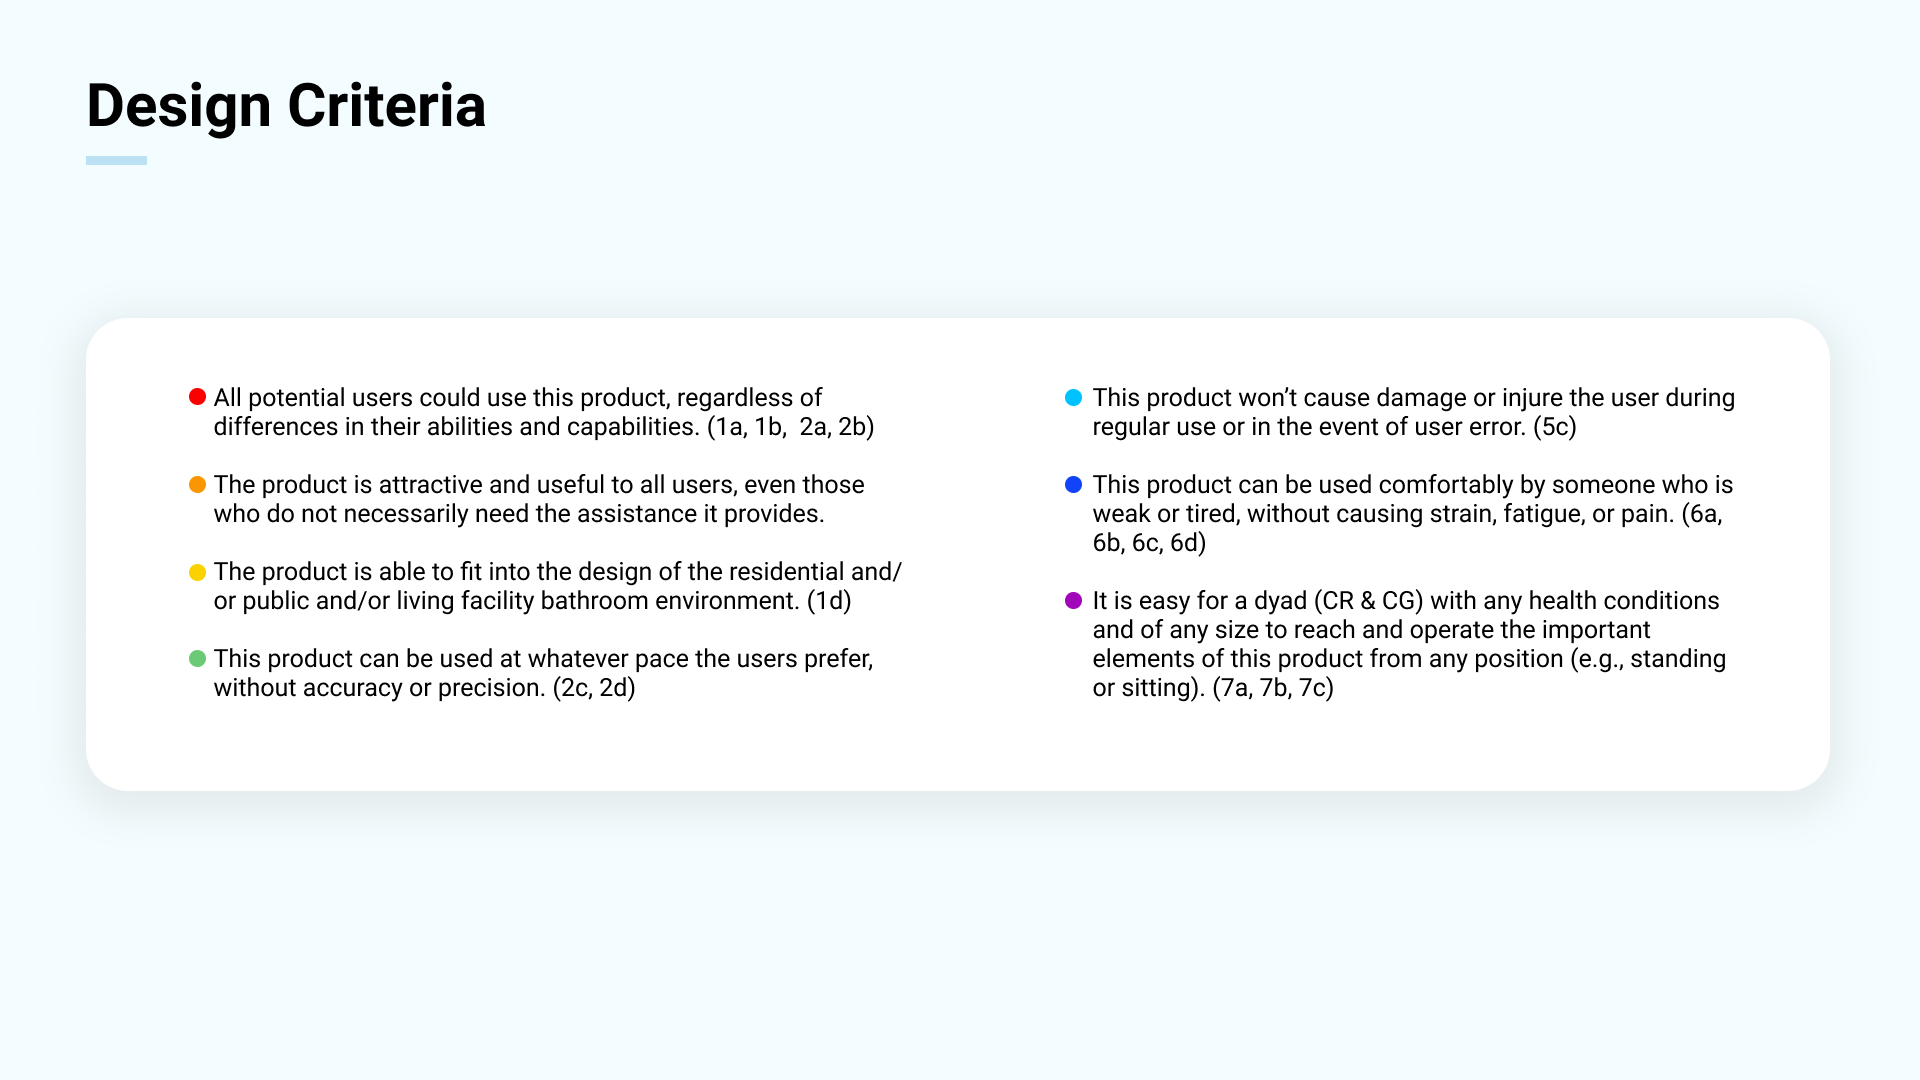 Design Criteria
All potential users could use this product, regardless of
differences in their abilities and capabilities. (1a, 1b,  2a, 2b)
The product is attractive and useful to all users, even those
who do not necessarily need the assistance it provides.
The product is able to fit into the design of the residential and/
or public and/or living facility bathroom environment. (1d)
This product can be used at whatever pace the users prefer,
without accuracy or precision. (2c, 2d)
This product won’t cause damage or injure the user during
regular use or in the event of user error. (5c)
This product can be used comfortably by someone who is
weak or tired, without causing strain, fatigue, or pain. (6a,
6b, 6c, 6d)
It is easy for a dyad (CR & CG) with any health conditions
and of any size to reach and operate the important
elements of this product from any position (e.g., standing
or sitting). (7a, 7b, 7c)